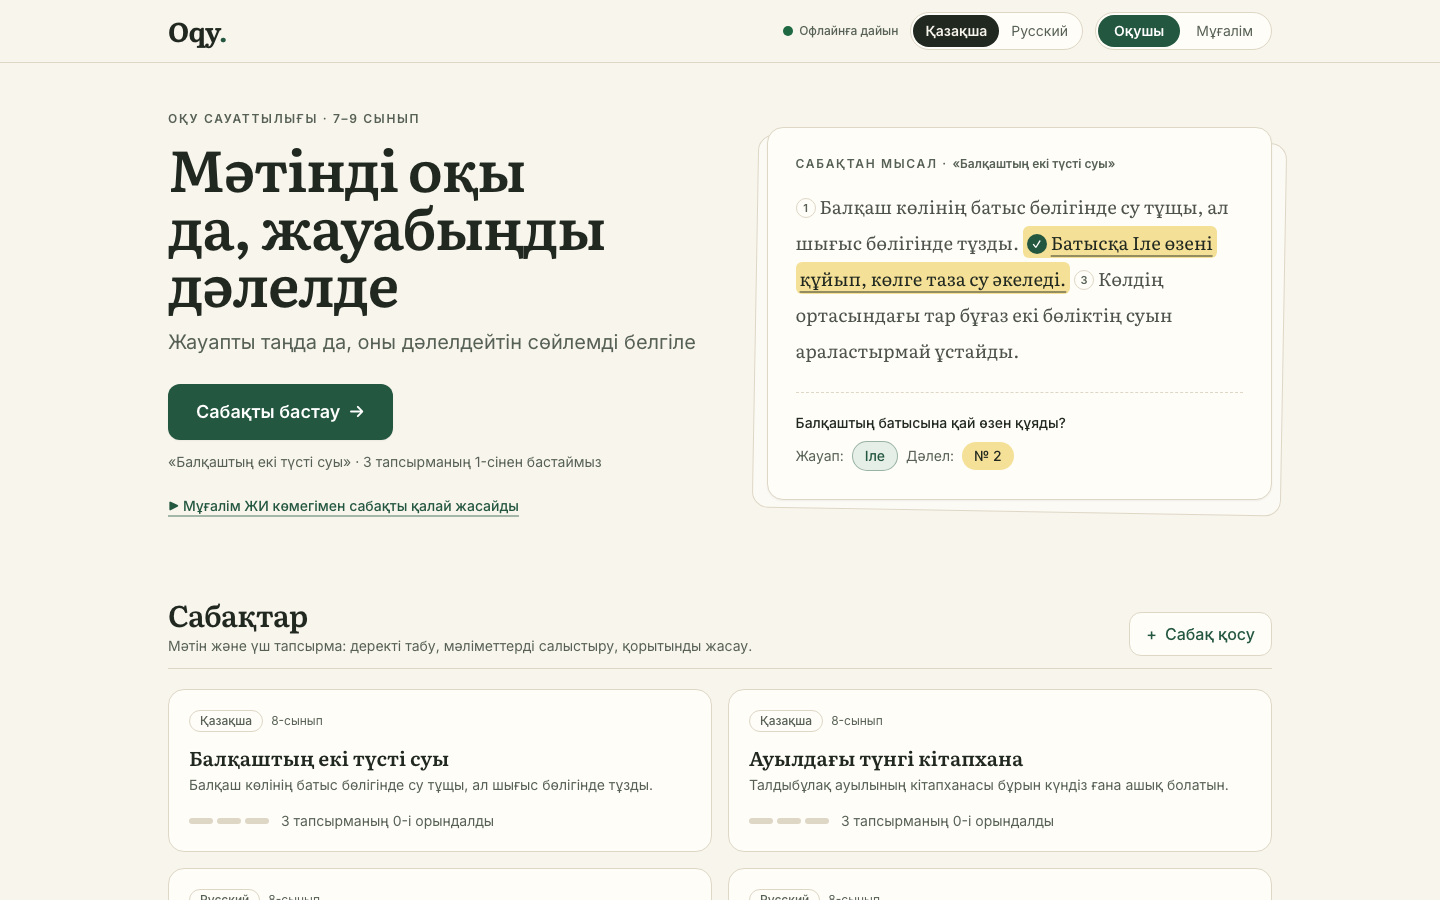 Oqy.
Офлайнға дайын
Қазақша
Русский
Оқушы
Мұғалім
ОҚУ САУАТТЫЛЫҒЫ · 7–9 СЫНЫП
Мәтінді оқы
да, жауабыңды
дәлелде
Жауапты таңда да, оны дәлелдейтін сөйлемді белгіле
Сабақты бастау →
«Балқаштың екі түсті суы» · 3 тапсырманың 1-сінен бастаймыз
▶ Мұғалім ЖИ көмегімен сабақты қалай жасайды
САБАҚТАН МЫСАЛ · «Балқаштың екі түсті суы»
1 Балқаш көлінің батыс бөлігінде су тұщы, ал
шығыс бөлігінде тұзды. ✓ Батысқа Іле өзені
құйып, көлге таза су әкеледі. 3 Көлдің
ортасындағы тар бұғаз екі бөліктің суын
араластырмай ұстайды.
Балқаштың батысына қай өзен құяды?
Жауап: Іле Дәлел: № 2
Сабақтар
Мәтін және үш тапсырма: деректі табу, мәліметтерді салыстыру, қорытынды жасау.
+ Сабақ қосу
Қазақша 8-сынып
Балқаштың екі түсті суы
Балқаш көлінің батыс бөлігінде су тұщы, ал шығыс бөлігінде тұзды.
3 тапсырманың 0-і орындалды
Қазақша 8-сынып
Ауылдағы түнгі кітапхана
Талдыбұлақ ауылының кітапханасы бұрын күндіз ғана ашық болатын.
3 тапсырманың 0-і орындалды
Русский 8-сынып
Русский 8-сынып